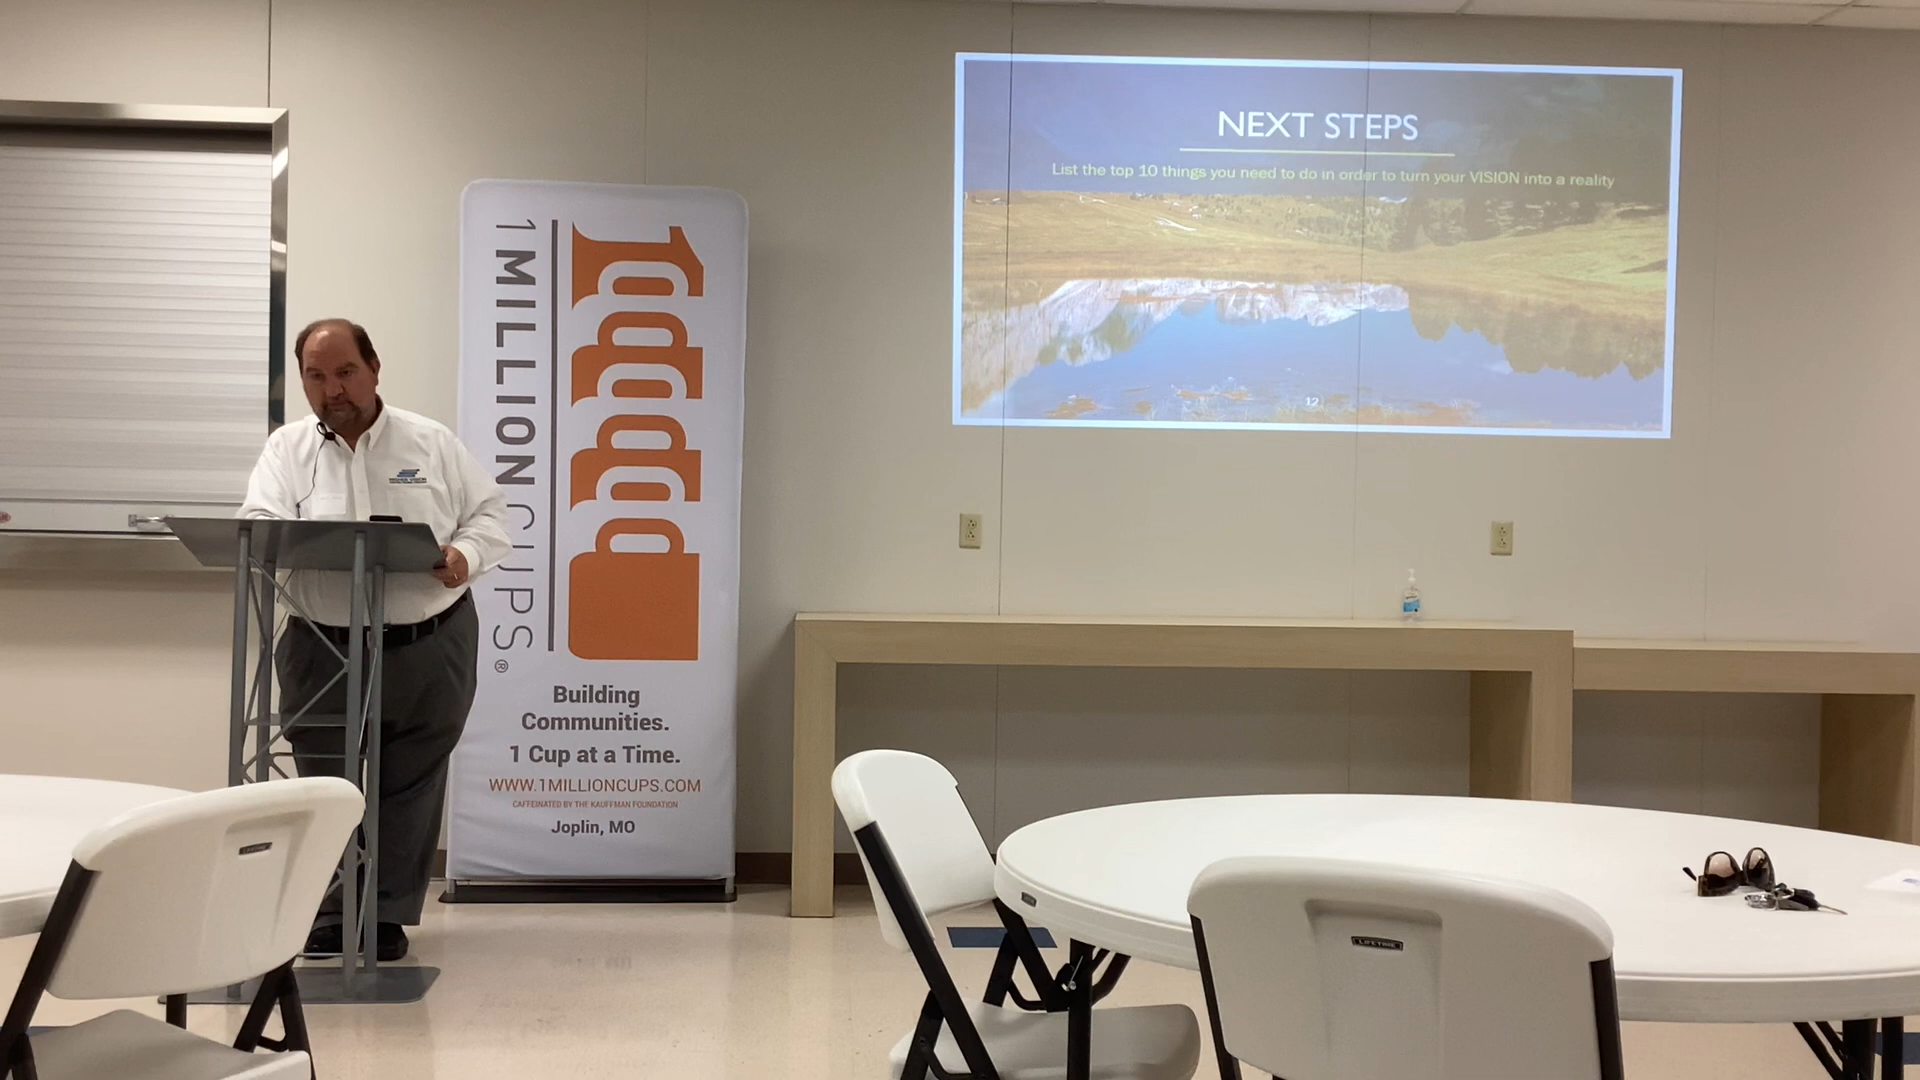 NEXT STEPS
List the top 10 things you need to do in order to turn your VISION into a reality
12
1 MILLION CUPS®
Building
Communities.
1 Cup at a Time.
WWW.1MILLIONCUPS.COM
CAFFEINATED BY THE KAUFFMAN FOUNDATION
Joplin, MO
HIGHER VISION
LIFETIME
LIFETIME